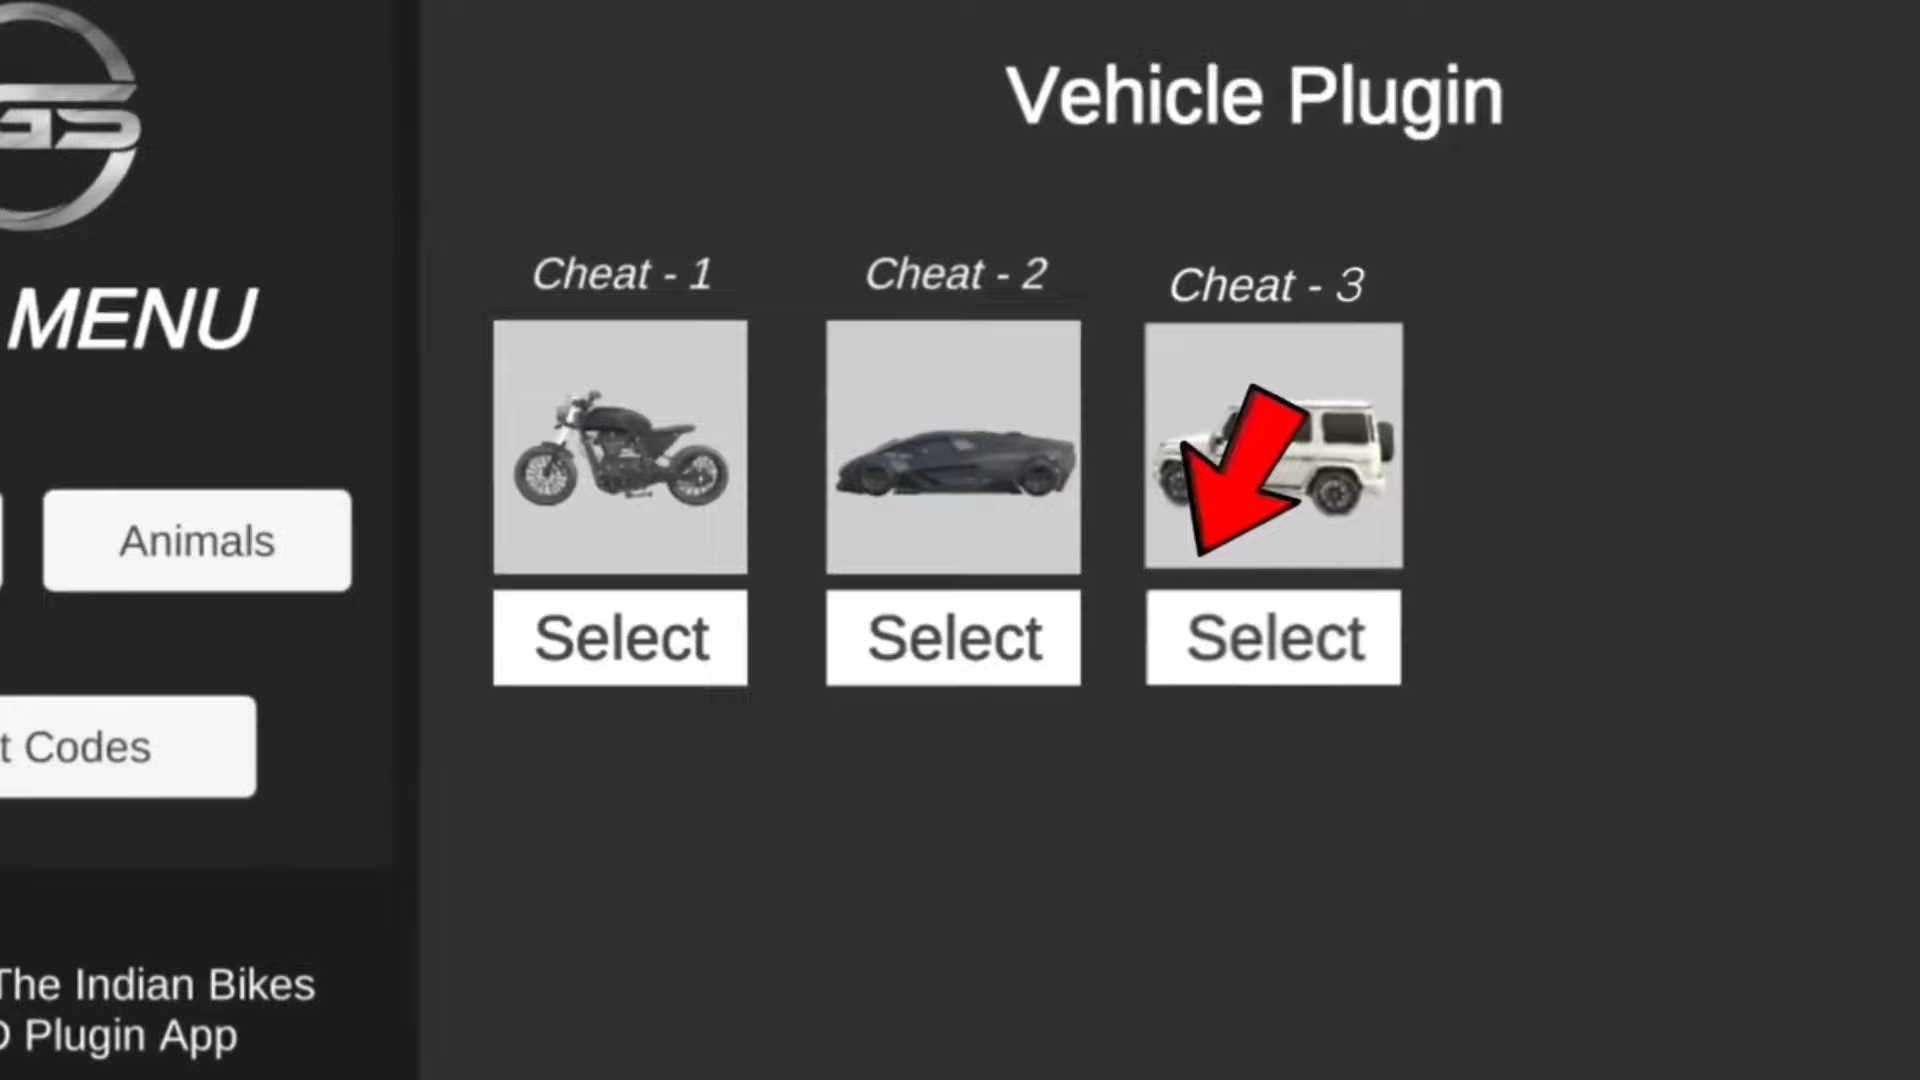 GS
MENU
Animals
t Codes
The Indian Bikes
D Plugin App
Vehicle Plugin
Cheat - 1
Cheat - 2
Cheat - 3
Select
Select
Select